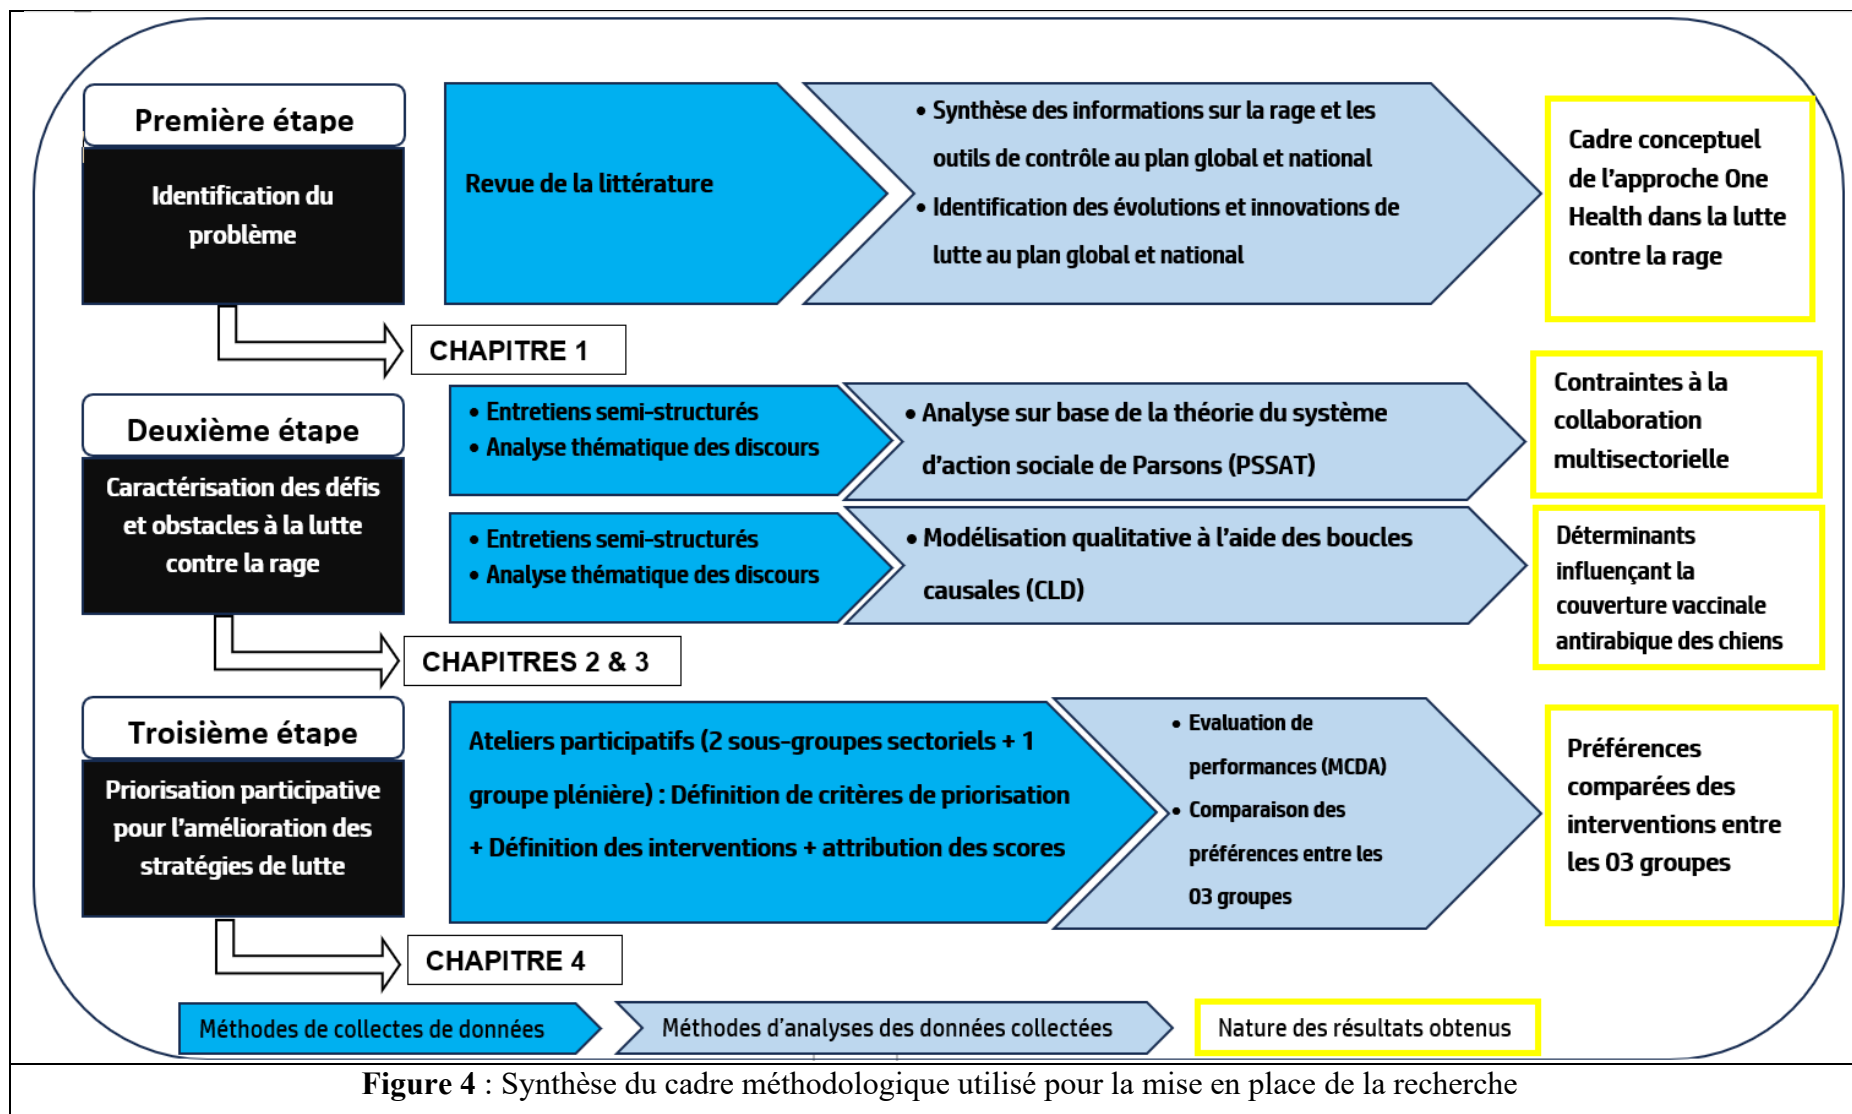 Première étape
Identification du
problème
Revue de la littérature
• Synthèse des informations sur la rage et les
outils de contrôle au plan global et national
• Identification des évolutions et innovations de
lutte au plan global et national
Cadre conceptuel
de l'approche One
Health dans la lutte
contre la rage
CHAPITRE 1
Deuxième étape
Caractérisation des défis
et obstacles à la lutte
contre la rage
• Entretiens semi-structurés
• Analyse thématique des discours
• Analyse sur base de la théorie du système
d'action sociale de Parsons (PSSAT)
Contraintes à la
collaboration
multisectorielle
• Entretiens semi-structurés
• Analyse thématique des discours
• Modélisation qualitative à l'aide des boucles
causales (CLD)
Déterminants
influençant la
couverture vaccinale
antirabique des chiens
CHAPITRES 2 & 3
Troisième étape
Priorisation participative
pour l'amélioration des
stratégies de lutte
Ateliers participatifs (2 sous-groupes sectoriels + 1
groupe plénière) : Définition de critères de priorisation
+ Définition des interventions + attribution des scores
• Evaluation de
performances (MCDA)
• Comparaison des
préférences entre les
03 groupes
Préférences
comparées des
interventions entre
les 03 groupes
CHAPITRE 4
Méthodes de collectes de données
Méthodes d'analyses des données collectées
Nature des résultats obtenus
Figure 4 : Synthèse du cadre méthodologique utilisé pour la mise en place de la recherche